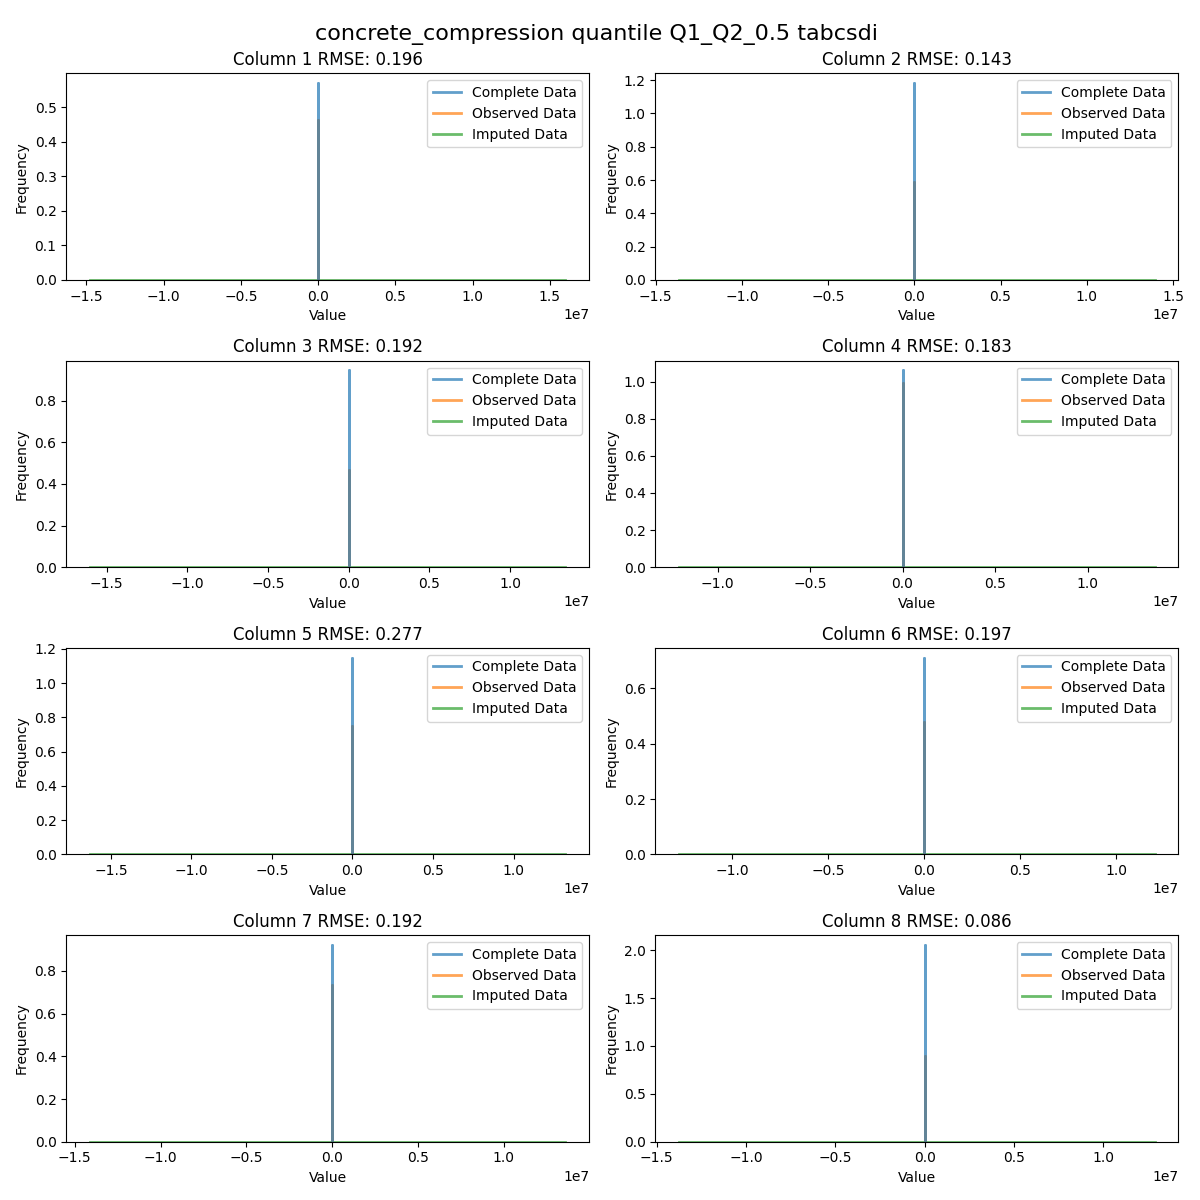 concrete_compression quantile Q1_Q2_0.5 tabcsdi
Column 1 RMSE: 0.196
Complete Data
Observed Data
Imputed Data
Frequency
0.5
0.4
0.3
0.2
0.1
0.0
−1.5 −1.0 −0.5 0.0 0.5 1.0 1.5
Value
1e7
Column 2 RMSE: 0.143
Complete Data
Observed Data
Imputed Data
Frequency
1.2
1.0
0.8
0.6
0.4
0.2
0.0
−1.5 −1.0 −0.5 0.0 0.5 1.0 1.5
Value
1e7
Column 3 RMSE: 0.192
Complete Data
Observed Data
Imputed Data
Frequency
0.8
0.6
0.4
0.2
0.0
−1.5 −1.0 −0.5 0.0 0.5 1.0
Value
1e7
Column 4 RMSE: 0.183
Complete Data
Observed Data
Imputed Data
Frequency
1.0
0.8
0.6
0.4
0.2
0.0
−1.0 −0.5 0.0 0.5 1.0
Value
1e7
Column 5 RMSE: 0.277
Complete Data
Observed Data
Imputed Data
Frequency
1.2
1.0
0.8
0.6
0.4
0.2
0.0
−1.5 −1.0 −0.5 0.0 0.5 1.0
Value
1e7
Column 6 RMSE: 0.197
Complete Data
Observed Data
Imputed Data
Frequency
0.6
0.4
0.2
0.0
−1.0 −0.5 0.0 0.5 1.0
Value
1e7
Column 7 RMSE: 0.192
Complete Data
Observed Data
Imputed Data
Frequency
0.8
0.6
0.4
0.2
0.0
−1.5 −1.0 −0.5 0.0 0.5 1.0
Value
1e7
Column 8 RMSE: 0.086
Complete Data
Observed Data
Imputed Data
Frequency
2.0
1.5
1.0
0.5
0.0
−1.5 −1.0 −0.5 0.0 0.5 1.0
Value
1e7